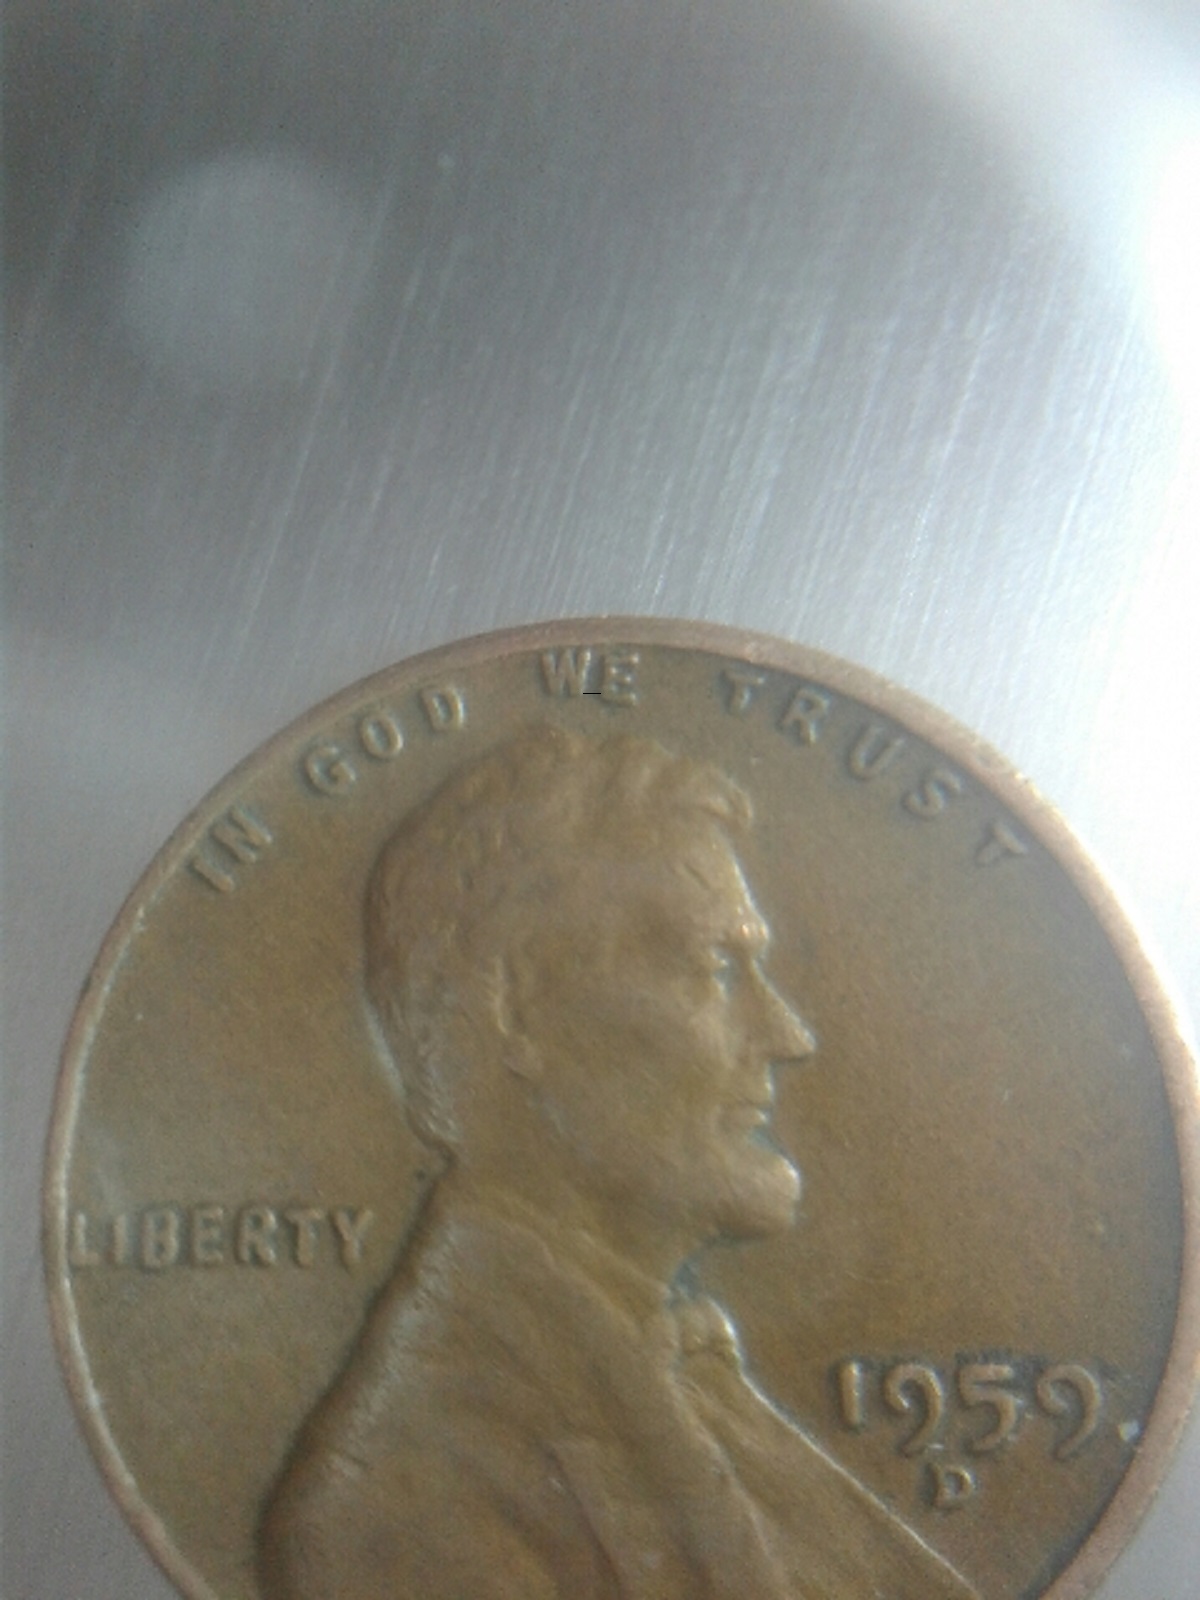 IN GOD WE TRUST
LIBERTY
1959
D